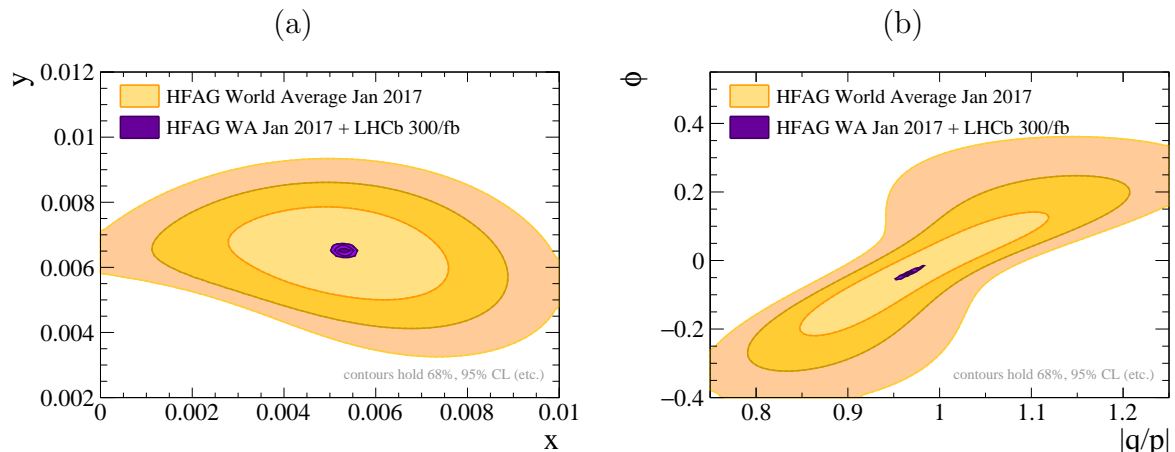 (a)
y
0.012
0.01
0.008
0.006
0.004
0.002
HFAG World Average Jan 2017
HFAG WA Jan 2017 + LHCb 300/fb
contours hold 68%, 95% CL (etc.)
0 0.002 0.004 0.006 0.008 0.01
x
(b)
ϕ
0.4
0.2
0
−0.2
−0.4
HFAG World Average Jan 2017
HFAG WA Jan 2017 + LHCb 300/fb
contours hold 68%, 95% CL (etc.)
0.8 0.9 1 1.1 1.2
|q/p|